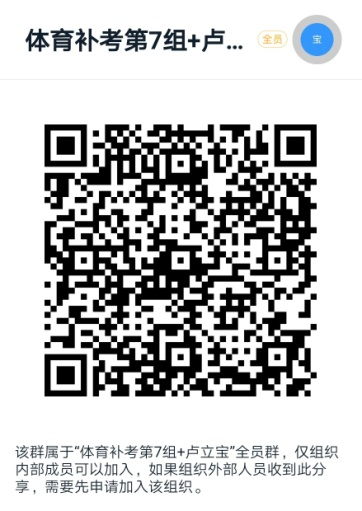 体育补考第7组+卢... 全员 宝
该群属于“体育补考第7组+卢立宝”全员群，仅组织
内部成员可以加入，如果组织外部人员收到此分
享，需要先申请加入该组织。